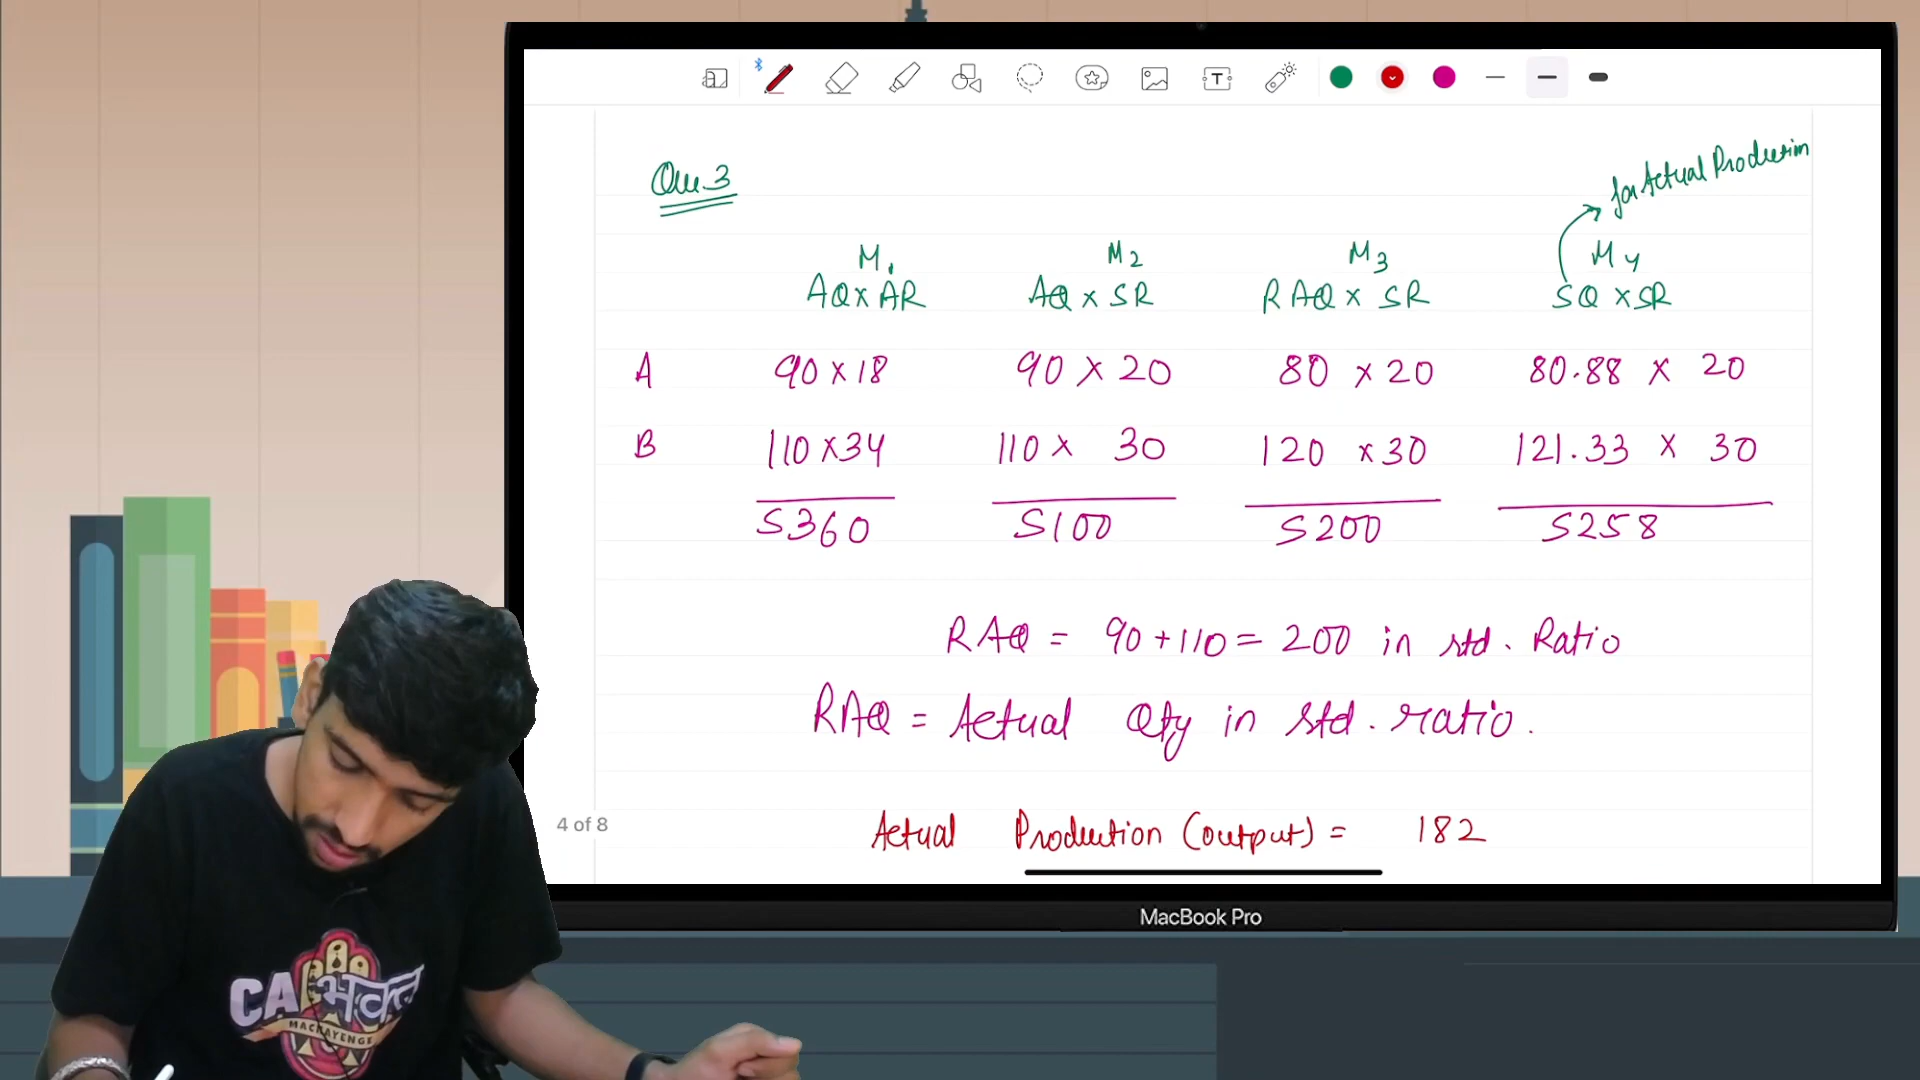 Que 3
for Actual Production
M1 M2 M3 M4
AQ x AR AQ x SR RAQ x SR SQ x SR
A 90 x 18 90 x 20 80 x 20 80.88 x 20
B 110 x 34 110 x 30 120 x 30 121.33 x 30
5360 5100 5200 5258
RAQ = 90 + 110 = 200 in std. Ratio
RAQ = Actual Qty in std. ratio.
4 of 8
Actual Production (output) = 182
MacBook Pro
CA भक्त
MACHAYENGE